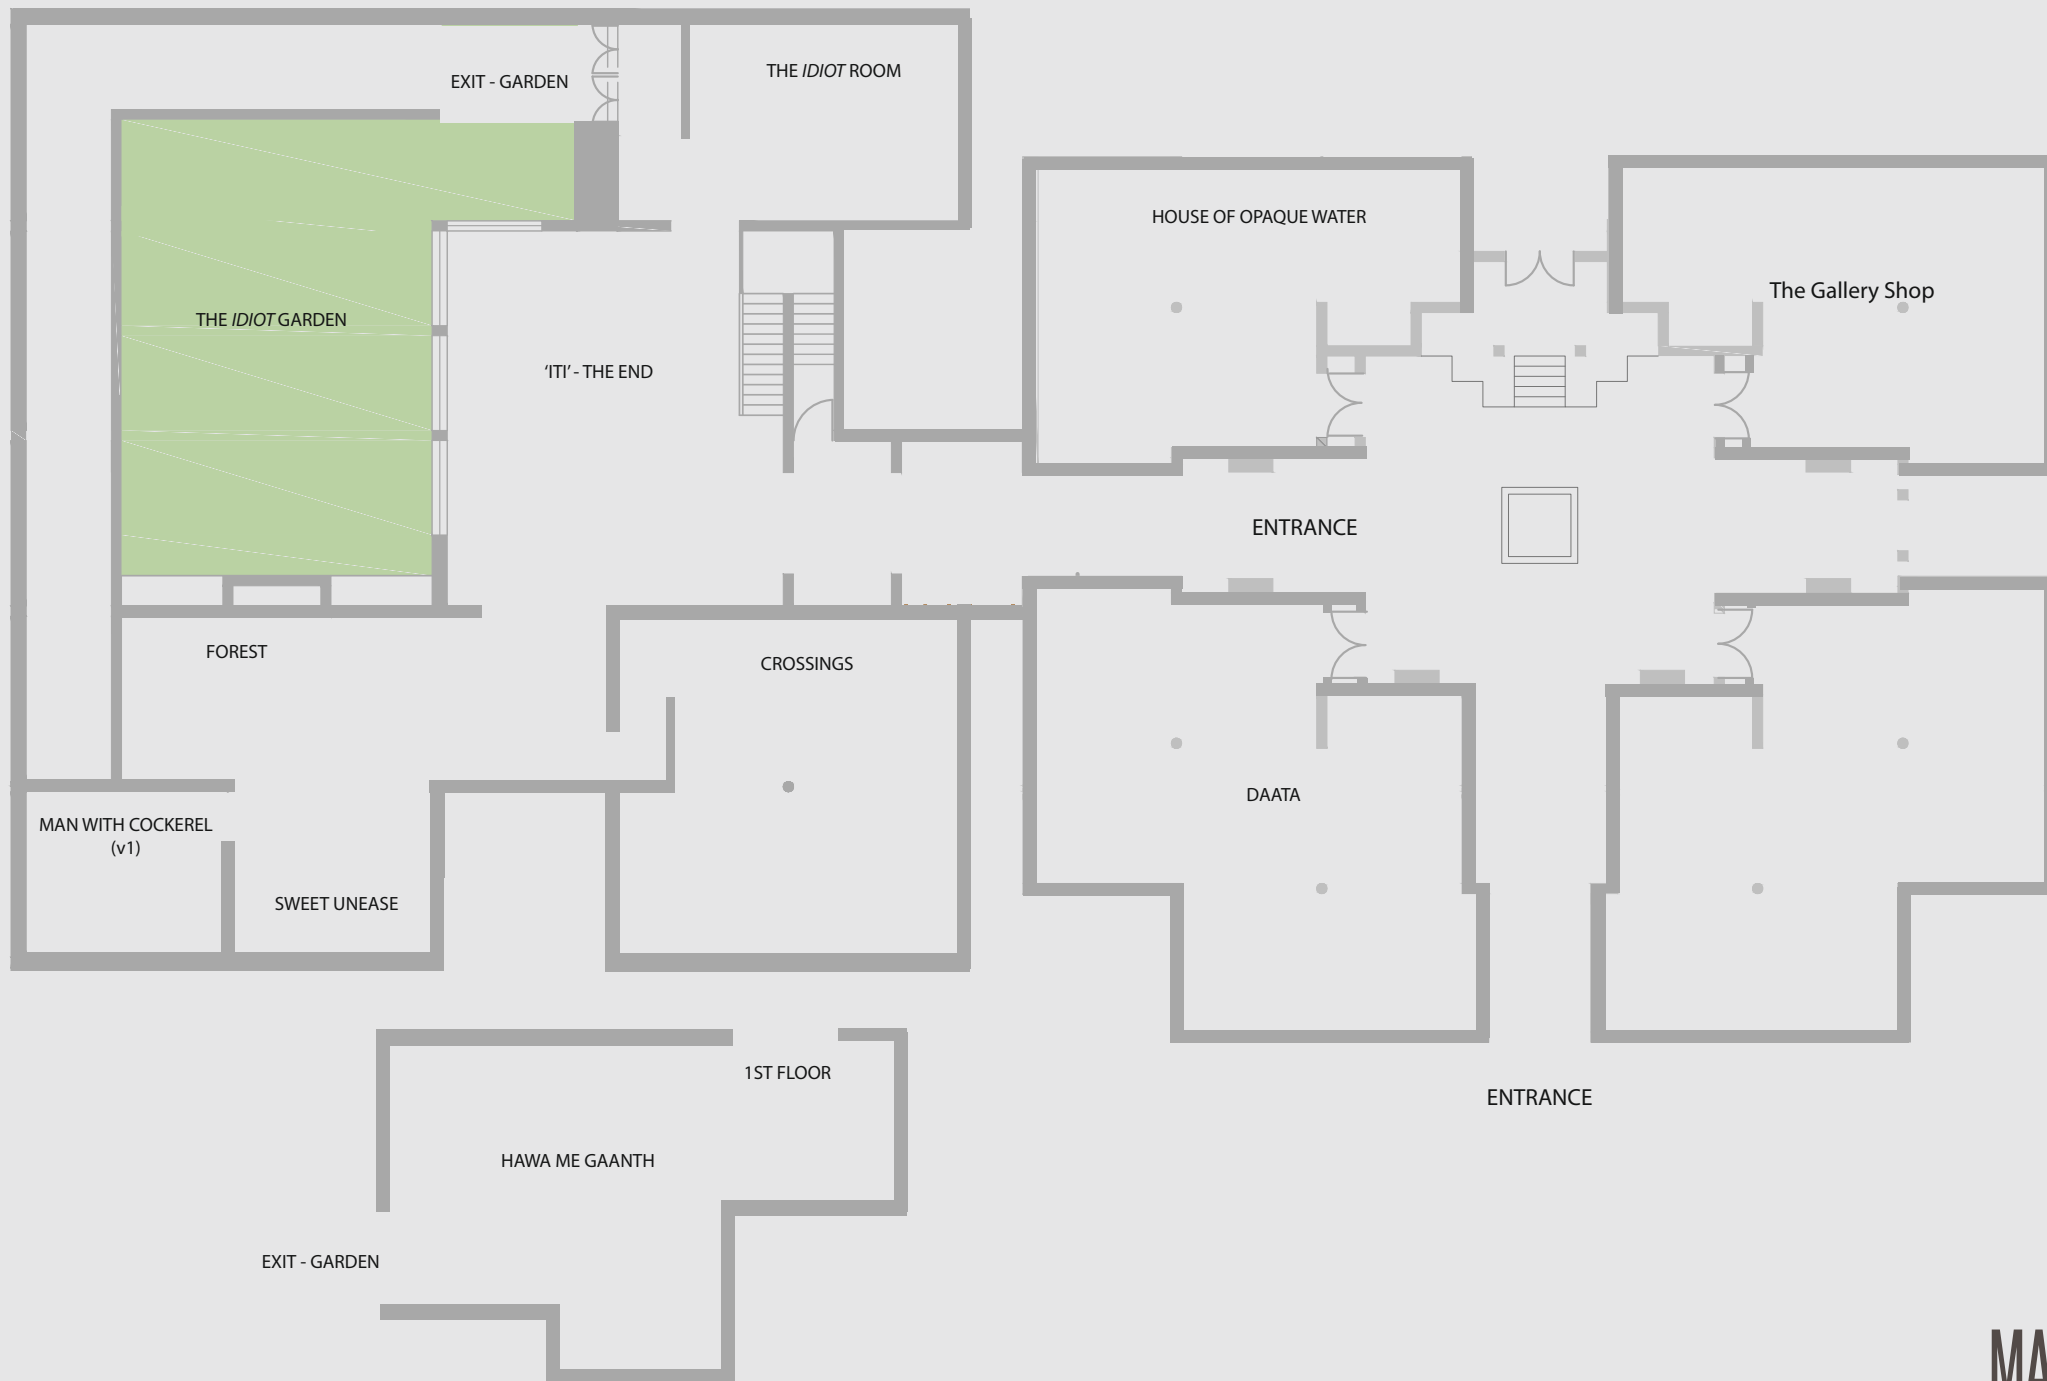 EXIT - GARDEN
THE IDIOT ROOM
HOUSE OF OPAQUE WATER
The Gallery Shop
THE IDIOT GARDEN
'ITI' - THE END
ENTRANCE
FOREST
CROSSINGS
MAN WITH COCKEREL
(v1)
DAATA
SWEET UNEASE
1ST FLOOR
ENTRANCE
HAWA ME GAANTH
EXIT - GARDEN
MA